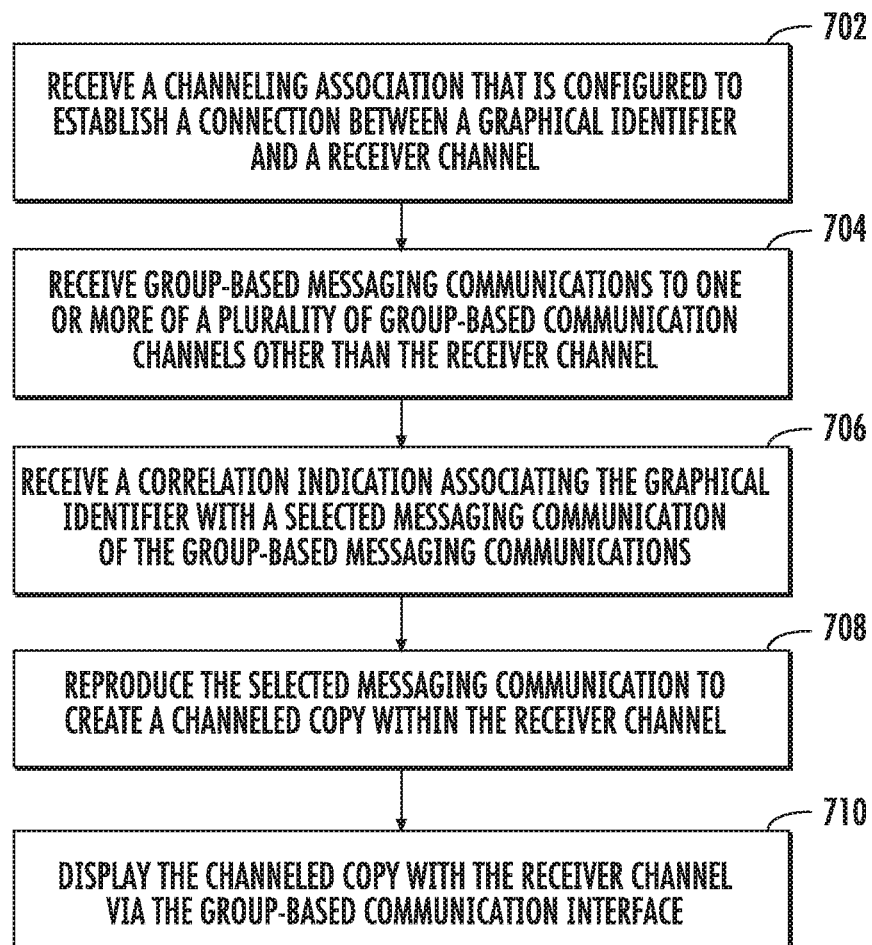 702
RECEIVE A CHANNELING ASSOCIATION THAT IS CONFIGURED TO
ESTABLISH A CONNECTION BETWEEN A GRAPHICAL IDENTIFIER
AND A RECEIVER CHANNEL
704
RECEIVE GROUP-BASED MESSAGING COMMUNICATIONS TO ONE
OR MORE OF A PLURALITY OF GROUP-BASED COMMUNICATION
CHANNELS OTHER THAN THE RECEIVER CHANNEL
706
RECEIVE A CORRELATION INDICATION ASSOCIATING THE GRAPHICAL
IDENTIFIER WITH A SELECTED MESSAGING COMMUNICATION
OF THE GROUP-BASED MESSAGING COMMUNICATIONS
708
REPRODUCE THE SELECTED MESSAGING COMMUNICATION TO
CREATE A CHANNELED COPY WITHIN THE RECEIVER CHANNEL
710
DISPLAY THE CHANNELED COPY WITH THE RECEIVER CHANNEL
VIA THE GROUP-BASED COMMUNICATION INTERFACE